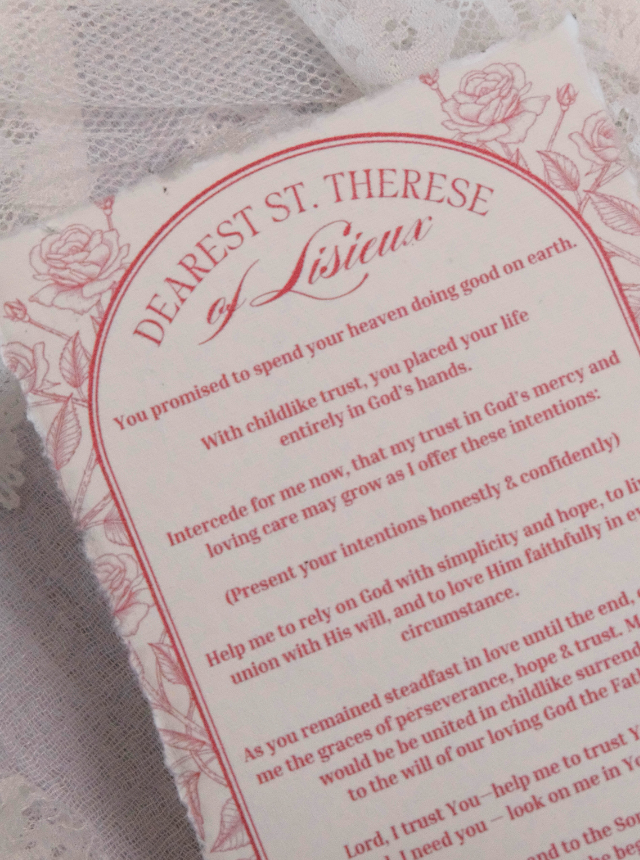 DEAREST ST. THERESE
of Lisieux
You promised to spend your heaven doing good on earth.
With childlike trust, you placed your life
entirely in God's hands.
Intercede for me now, that my trust in God's mercy and
loving care may grow as I offer these intentions:
(Present your intentions honestly & confidently)
Help me to rely on God with simplicity and hope, to
union with His will, and to love Him faithfully in
circumstance.
As you remained steadfast in love until the end,
me the graces of perseverance, hope & trust.
would be be united in childlike
to the will of our loving God the
Lord, I trust You—help me to trust
I need you – look on me in
and to the